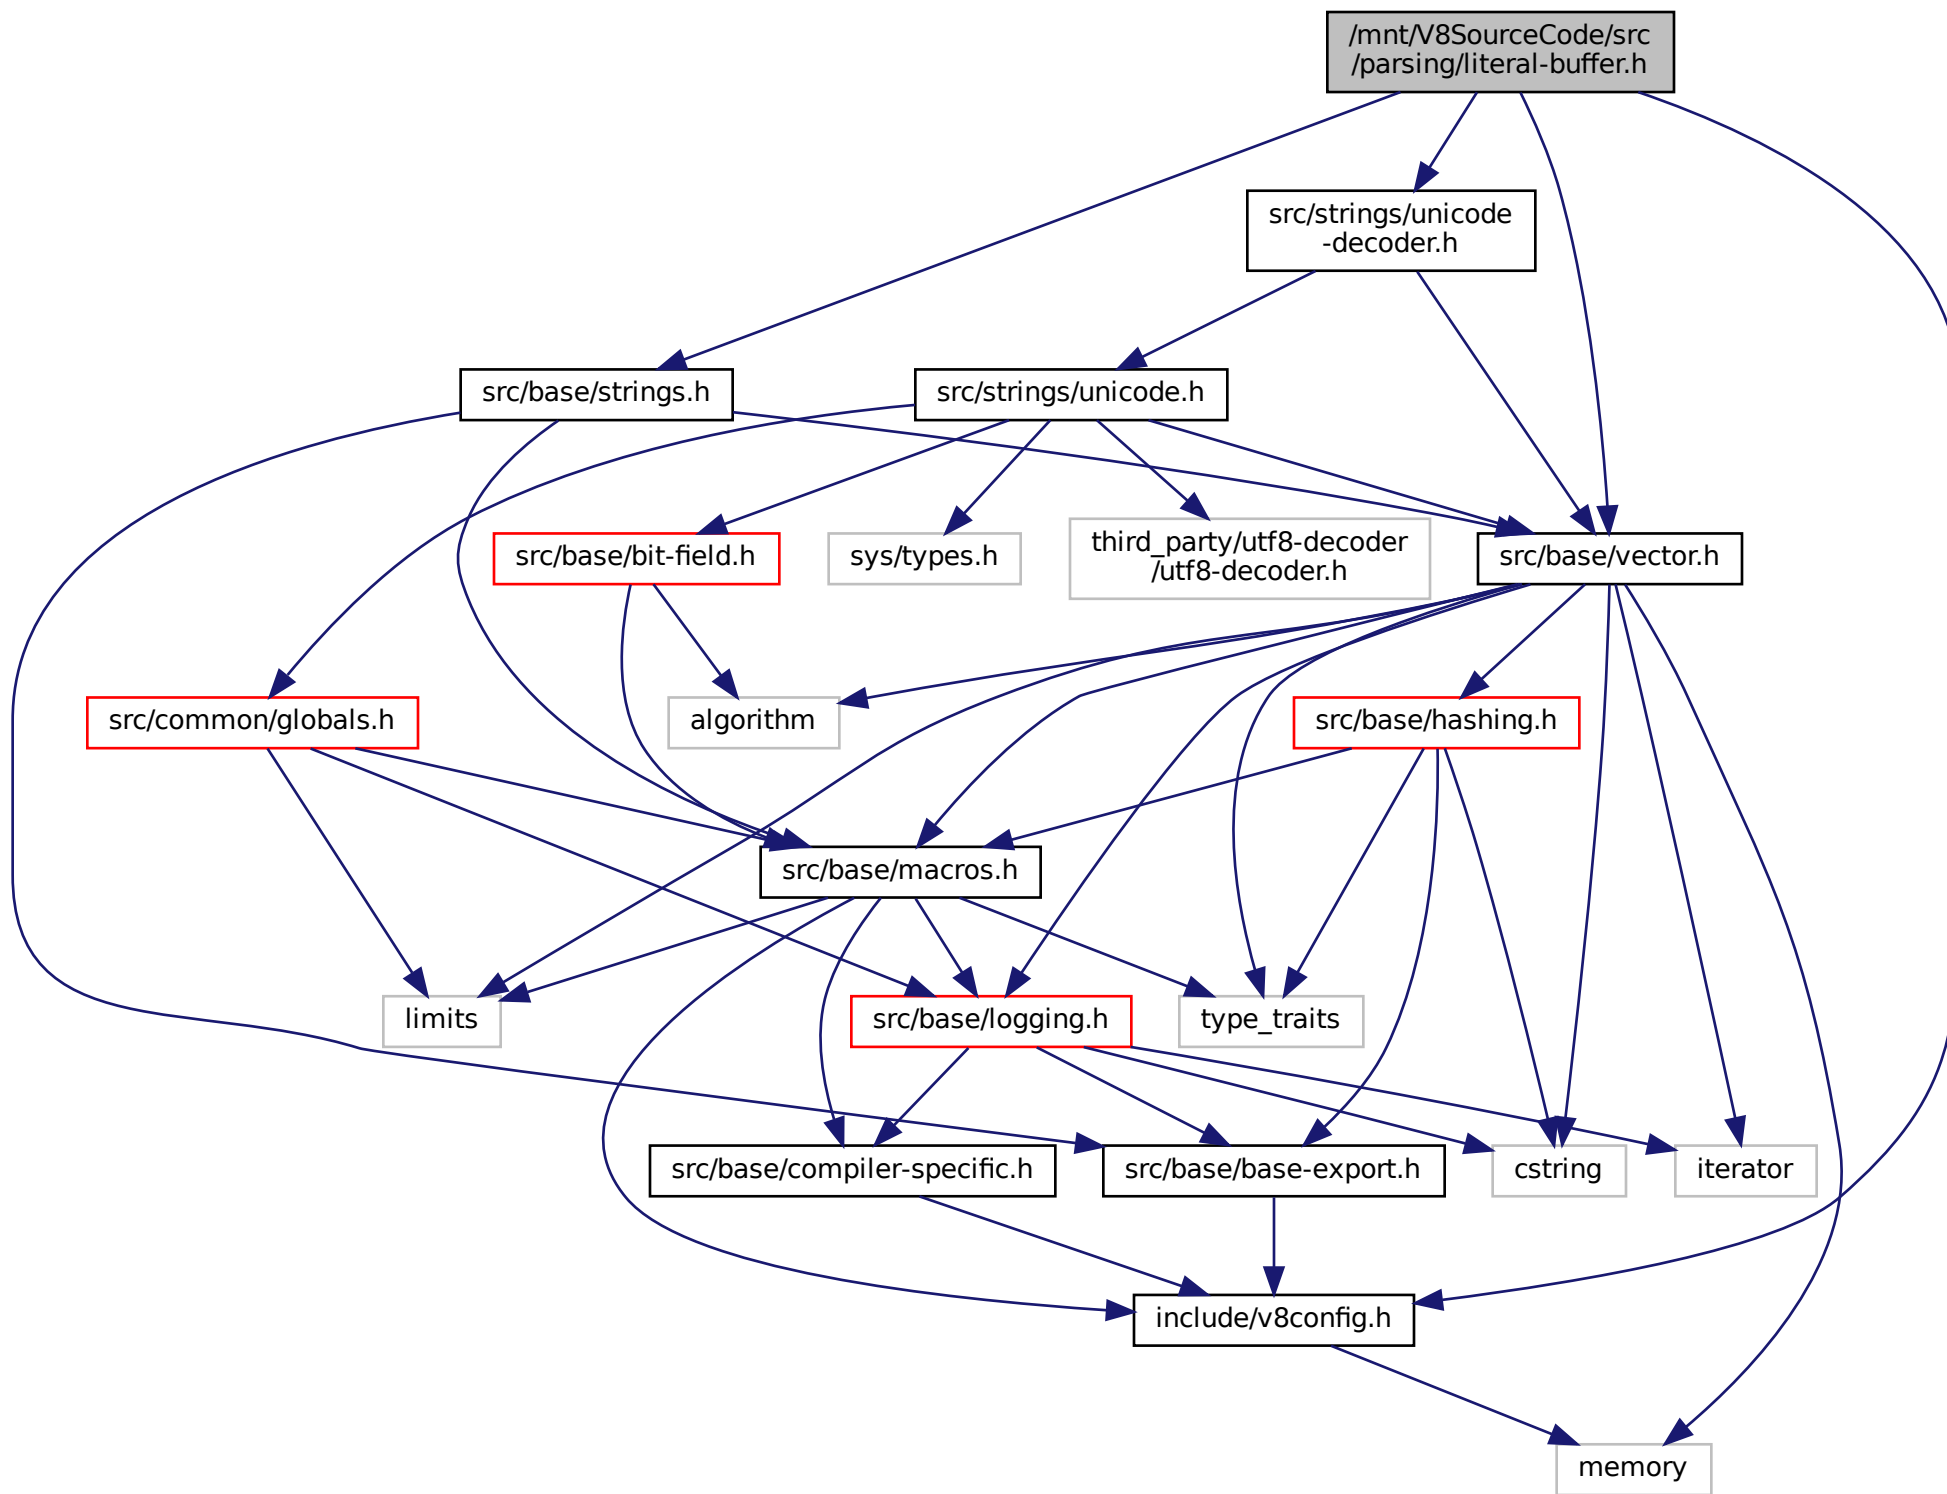 /mnt/V8SourceCode/src
/parsing/literal-buffer.h
src/strings/unicode
-decoder.h
src/base/strings.h
src/strings/unicode.h
src/base/bit-field.h
sys/types.h
third_party/utf8-decoder
/utf8-decoder.h
src/base/vector.h
src/common/globals.h
algorithm
src/base/hashing.h
src/base/macros.h
limits
src/base/logging.h
type_traits
src/base/compiler-specific.h
src/base/base-export.h
cstring
iterator
include/v8config.h
memory